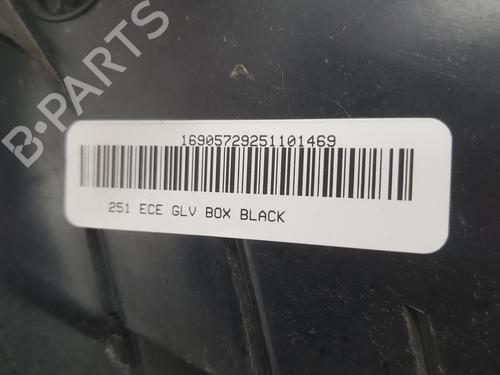 16905729251101469
251 ECE GLV BOX BLACK
B-PARTS